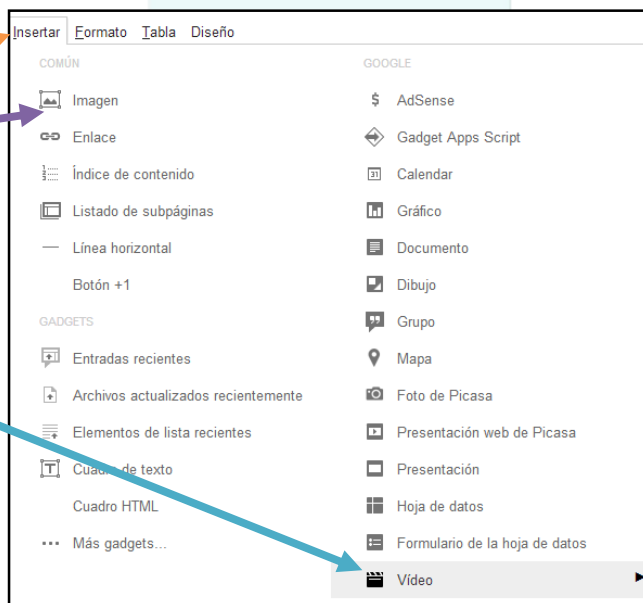 Insertar Formato Tabla Diseño
COMÚN
Imagen
Enlace
Índice de contenido
Listado de subpáginas
Línea horizontal
Botón +1
GADGETS
Entradas recientes
Archivos actualizados recientemente
Elementos de lista recientes
Cuadro de texto
Cuadro HTML
Más gadgets...
GOOGLE
AdSense
Gadget Apps Script
Calendar
Gráfico
Documento
Dibujo
Grupo
Mapa
Foto de Picasa
Presentación web de Picasa
Presentación
Hoja de datos
Formulario de la hoja de datos
Vídeo